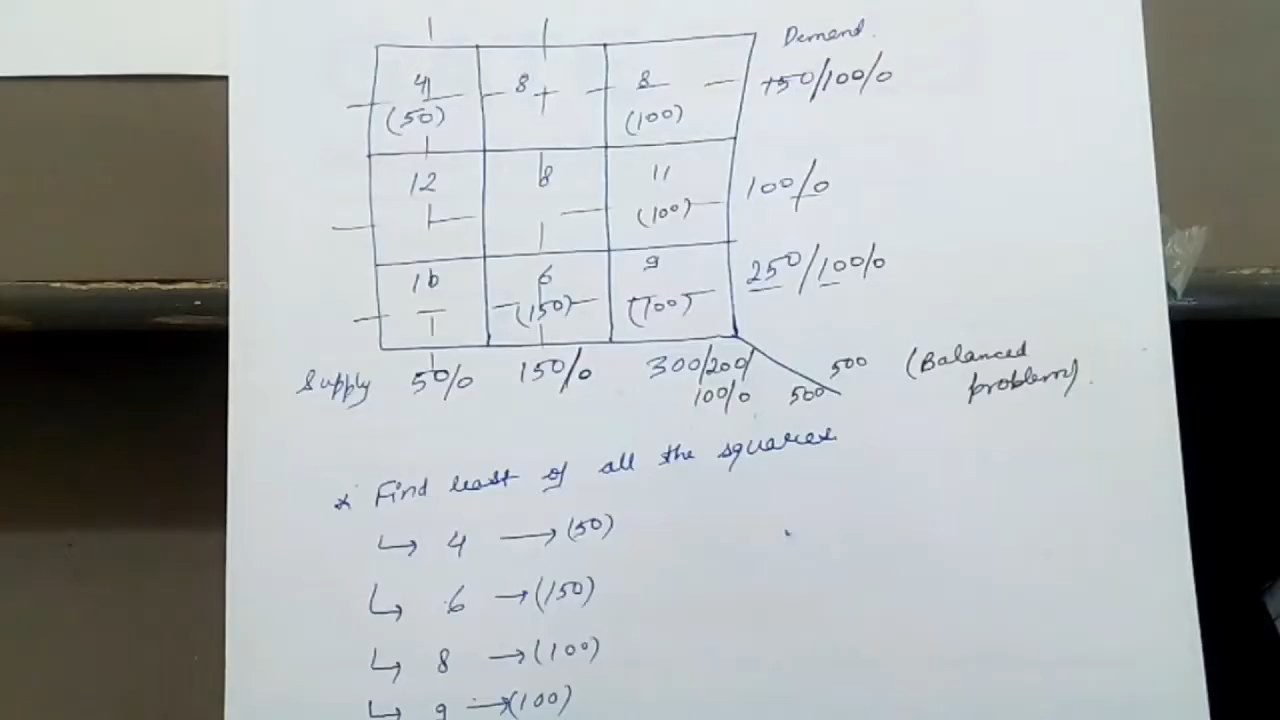 Demand.
4 8 8 150/100/0
(50) (100)
12 8 11 100/0
(100)
16 6 9 250/100/0
(150) (100)
Supply 50/0 150/0 300/200/ 500 (Balanced
100/0 500 problem).
* Find least of all the squares
↳ 4 → (50)
↳ 6 → (150)
↳ 8 → (100)
↳ 9 → (100)